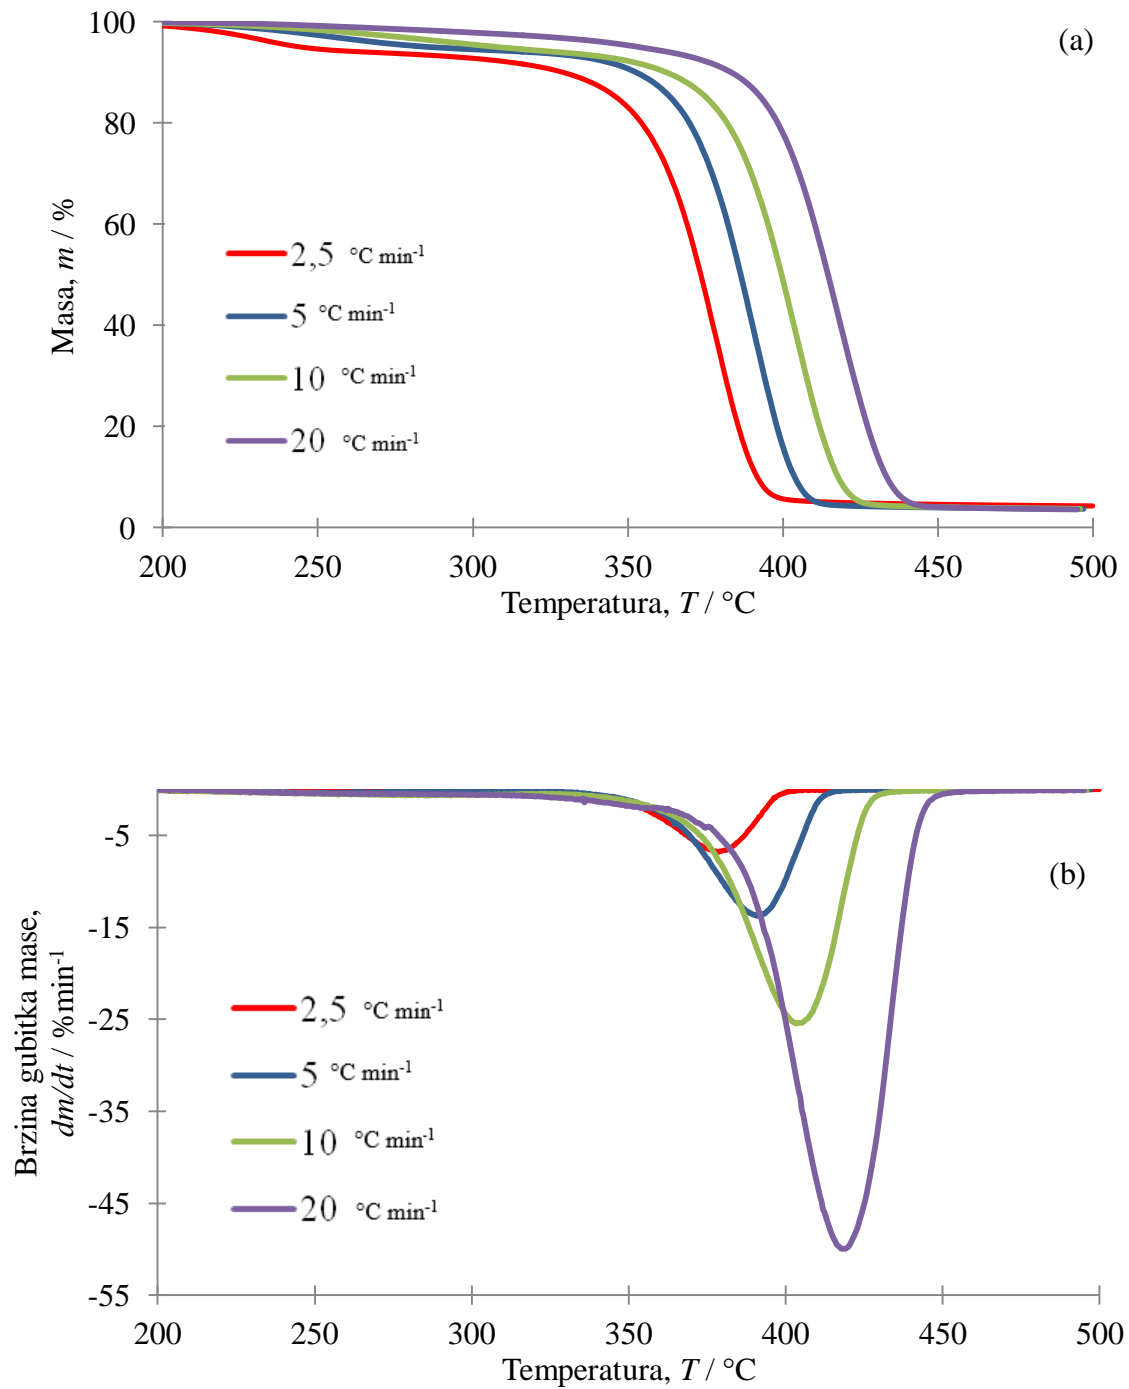 100
80
60
40
20
0
Masa, m / %
(a)
2,5 °C min-1
5 °C min-1
10 °C min-1
20 °C min-1
200 250 300 350 400 450 500
Temperatura, T / °C
-5
-15
-25
-35
-45
-55
Brzina gubitka mase,
dm/dt / %min-1
(b)
2,5 °C min-1
5 °C min-1
10 °C min-1
20 °C min-1
200 250 300 350 400 450 500
Temperatura, T / °C